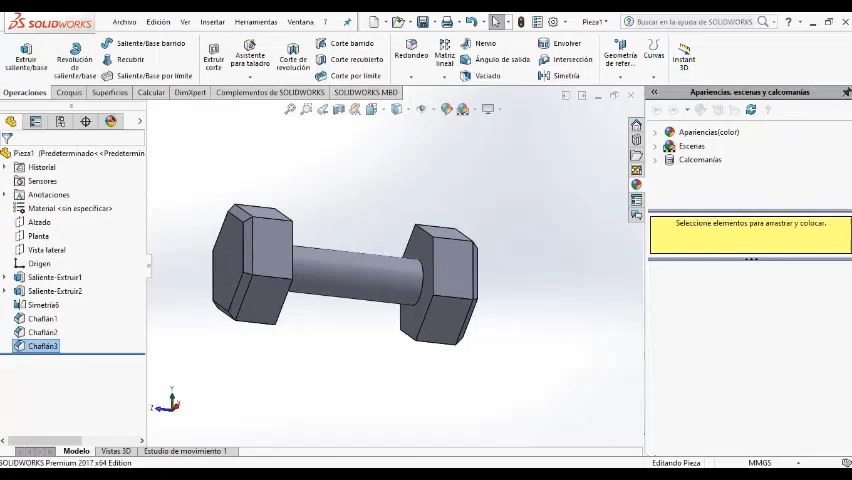 SOLIDWORKS Archivo Edición Ver Insertar Herramientas Ventana ? Pieza1 * Buscar en la ayuda de SOLIDWORKS ?
Extruir saliente/base
Revolución de saliente/base
Saliente/Base barrido
Recubrir
Saliente/Base por límite
Extruir corte
Asistente para taladro
Corte de revolución
Corte barrido
Corte recubierto
Corte por límite
Redondeo
Matriz lineal
Nervio
Ángulo de salida
Vaciado
Envolver
Intersección
Simetría
Geometría de refer...
Curvas
Instant 3D
Operaciones Croquis Superficies Calcular DimXpert Complementos de SOLIDWORKS SOLIDWORKS MBD
Apariencias, escenas y calcomanías
Pieza1 (Predeterminado<<Predetermin
Historial
Sensores
Anotaciones
Material <sin especificar>
Alzado
Planta
Vista lateral
Origen
Saliente-Extruir1
Saliente-Extruir2
Simetría6
Chaflán1
Chaflán2
Chaflán3
Apariencias(color)
Escenas
Calcomanías
Seleccione elementos para arrastrar y colocar.
Y
Z
Modelo Vistas 3D Estudio de movimiento 1
SOLIDWORKS Premium 2017 x64 Edition Editando Pieza MMGS